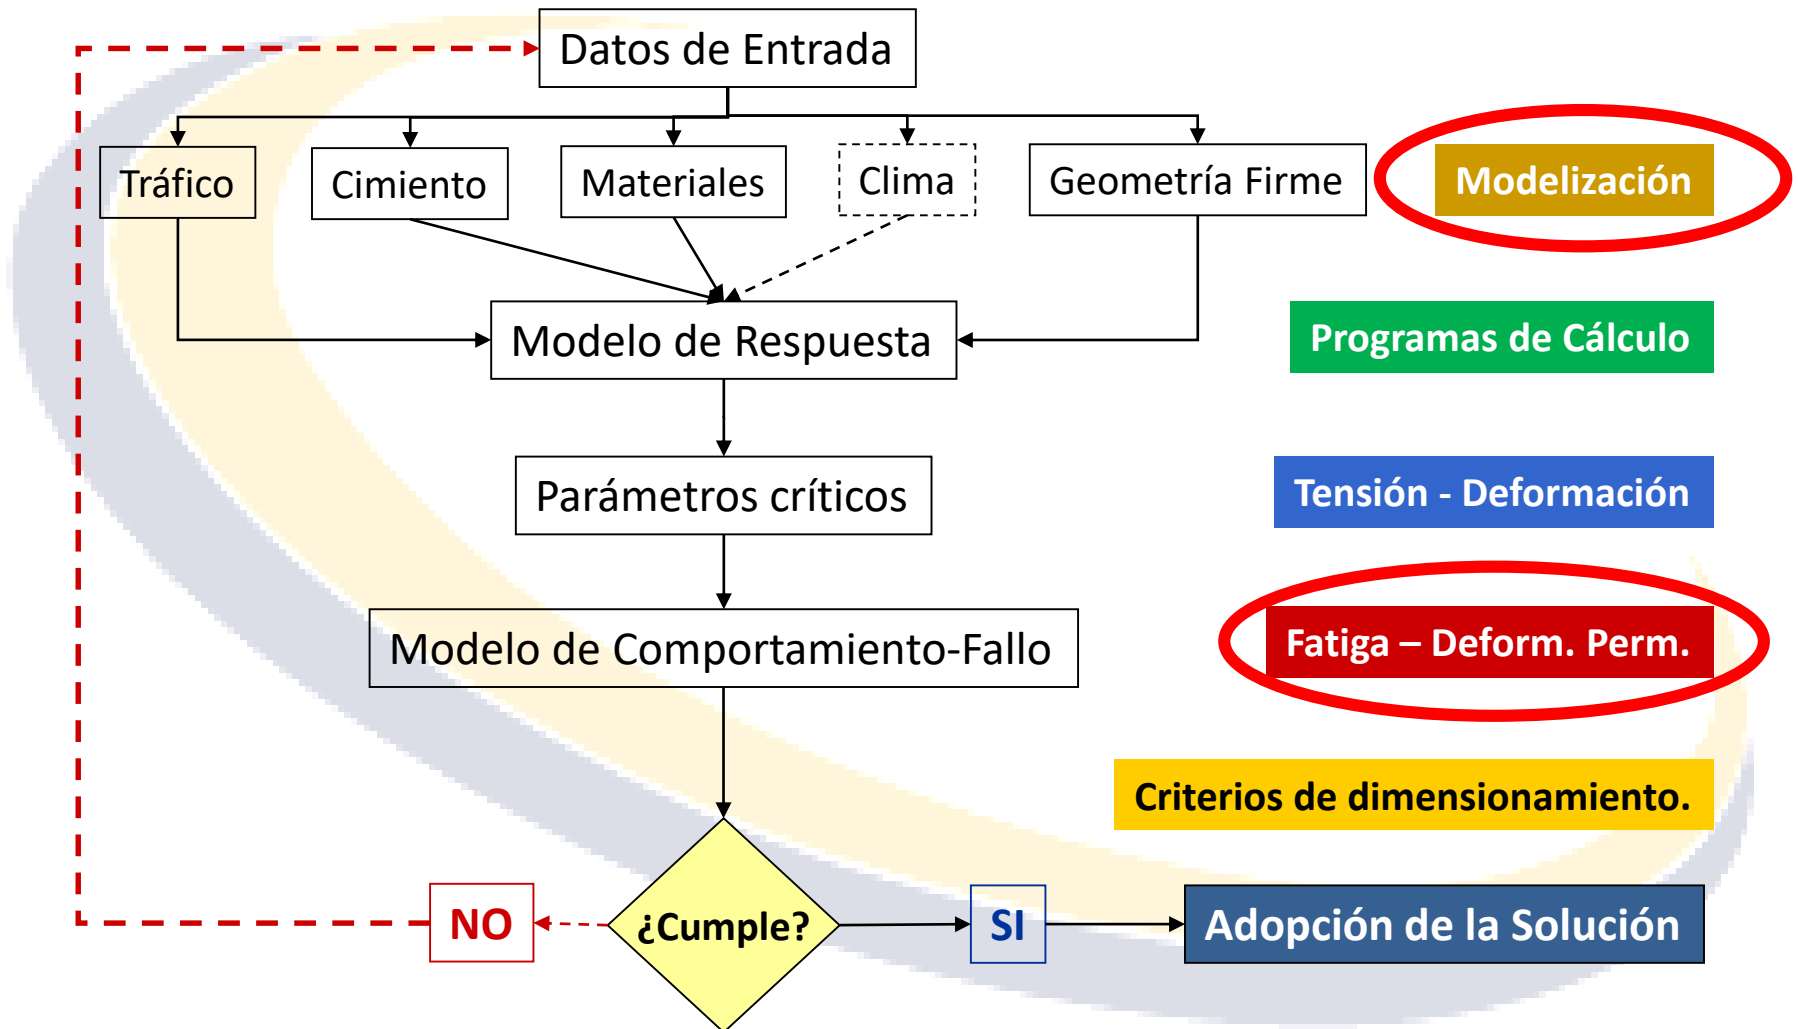 Datos de Entrada
Tráfico
Cimiento
Materiales
Clima
Geometría Firme
Modelización
Modelo de Respuesta
Programas de Cálculo
Parámetros críticos
Tensión - Deformación
Modelo de Comportamiento-Fallo
Fatiga – Deform. Perm.
Criterios de dimensionamiento.
NO
¿Cumple?
SI
Adopción de la Solución